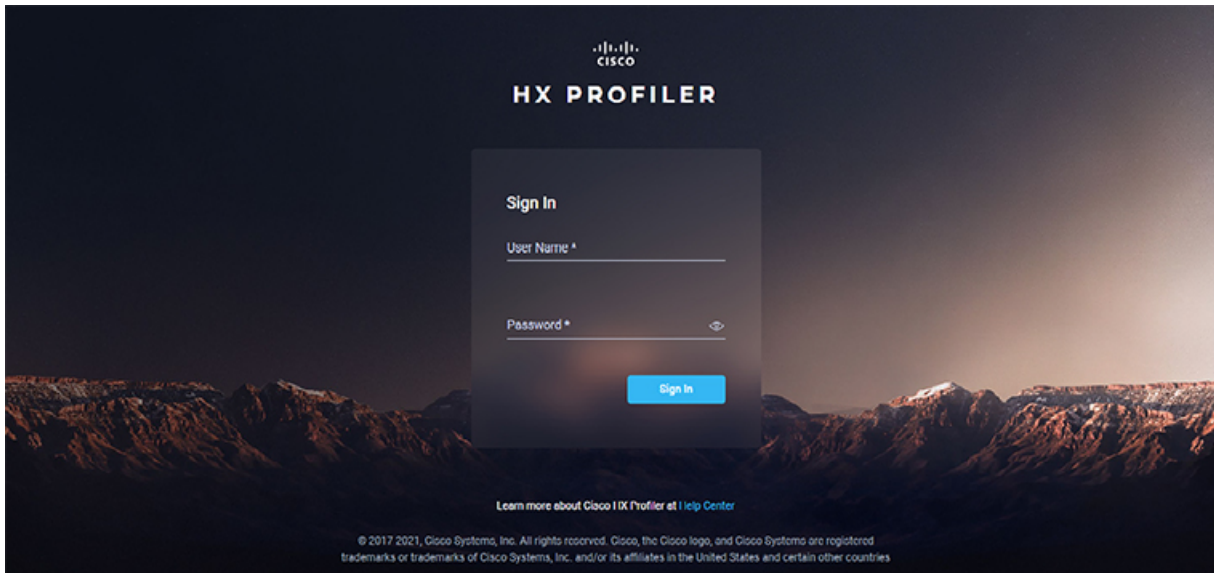 CISCO
HX PROFILER
Sign In
User Name *
Password *
Sign In
Learn more about Cisco HX Profiler at Help Center
© 2017 2021, Cisco Systems, Inc. All rights reserved. Cisco, the Cisco logo, and Cisco Systems are registered
trademarks or trademarks of Cisco Systems, Inc. and/or its affiliates in the United States and certain other countries